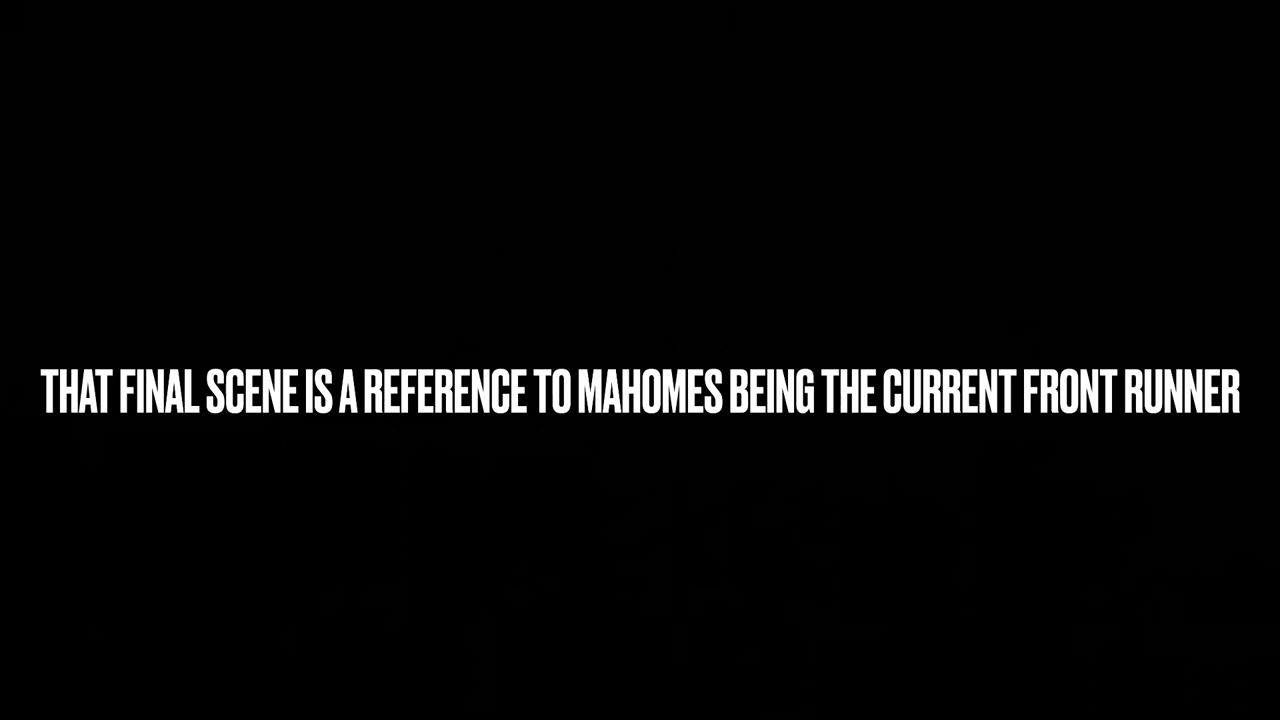 THAT FINAL SCENE IS A REFERENCE TO MAHOMES BEING THE CURRENT FRONT RUNNER